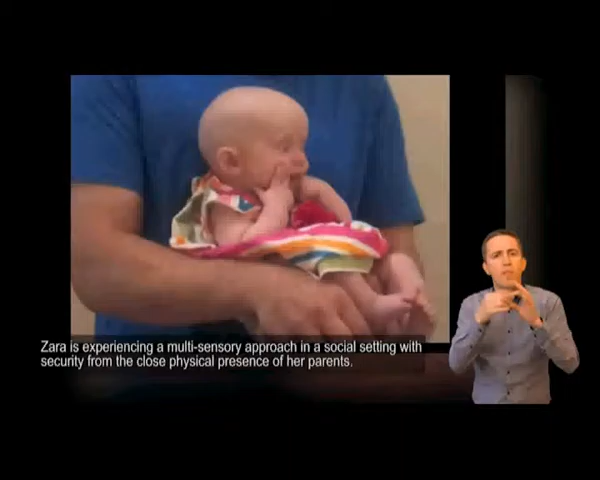 Zara is experiencing a multi-sensory approach in a social setting with
security from the close physical presence of her parents.